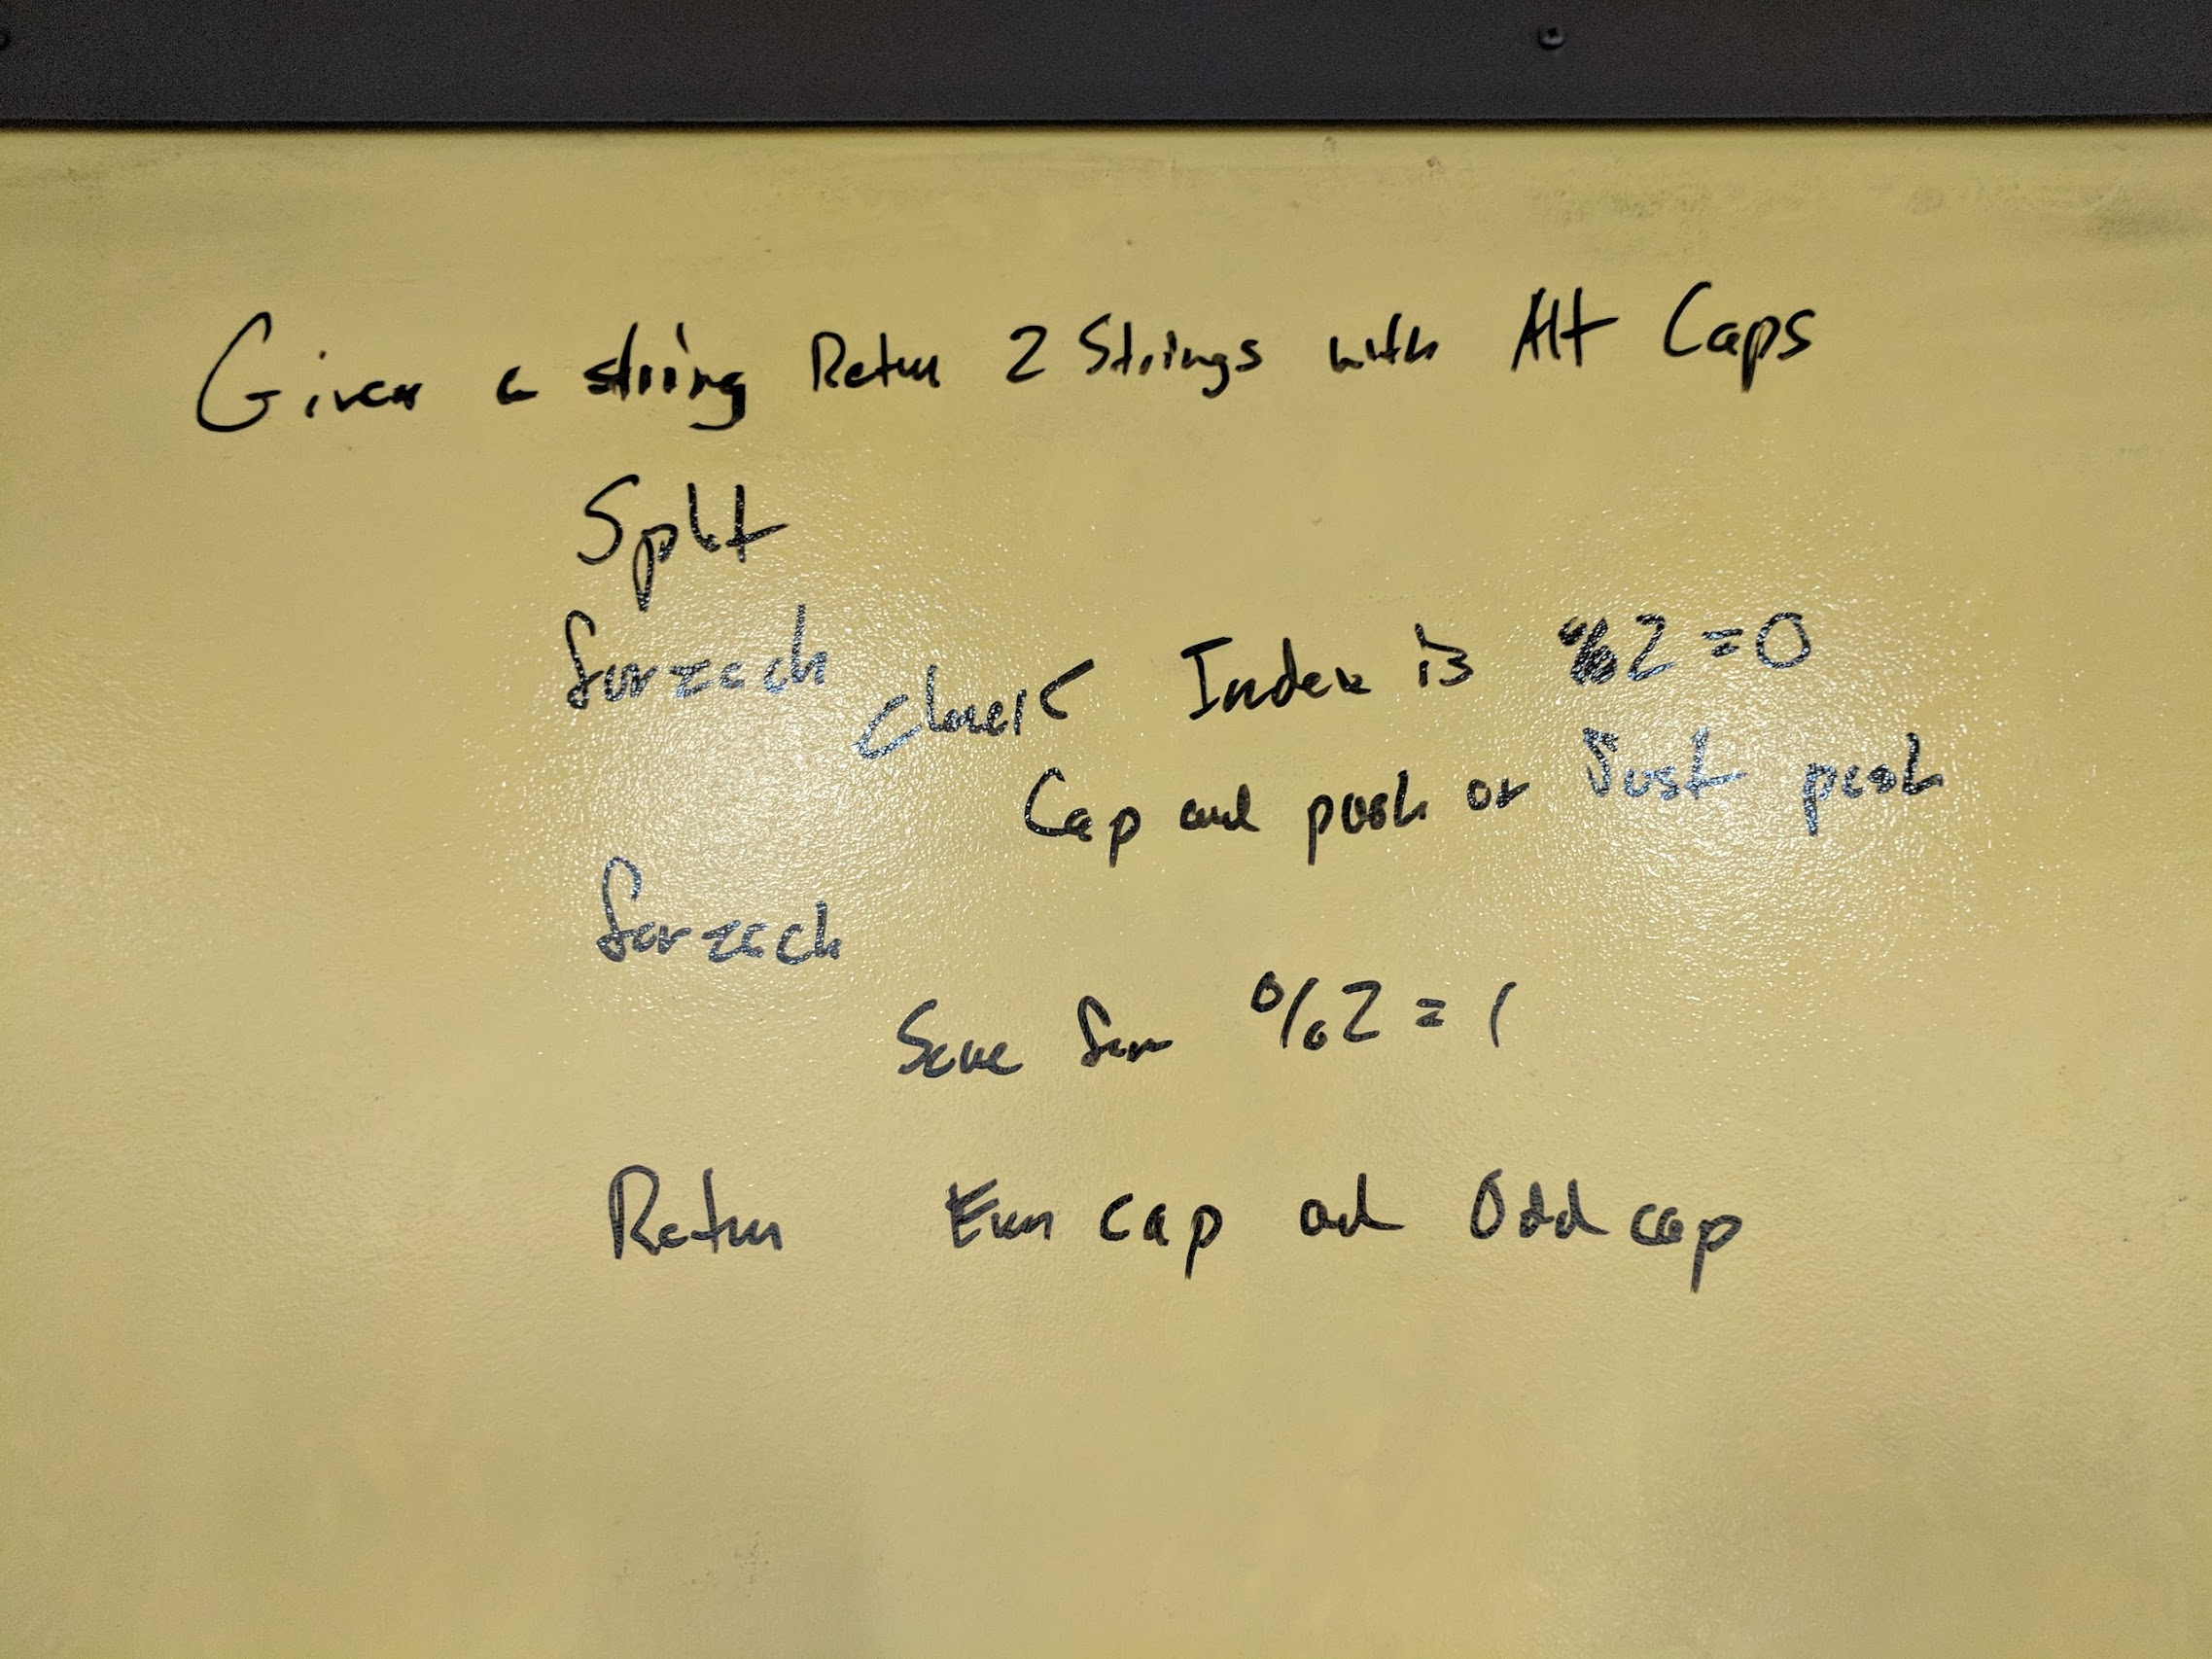 Given a string Return 2 Strings with Alt Caps
Split
forEach
check Index is %2=0
Cap and push or Just push
forEach
Same for %2=1
Return Even cap and Odd cap